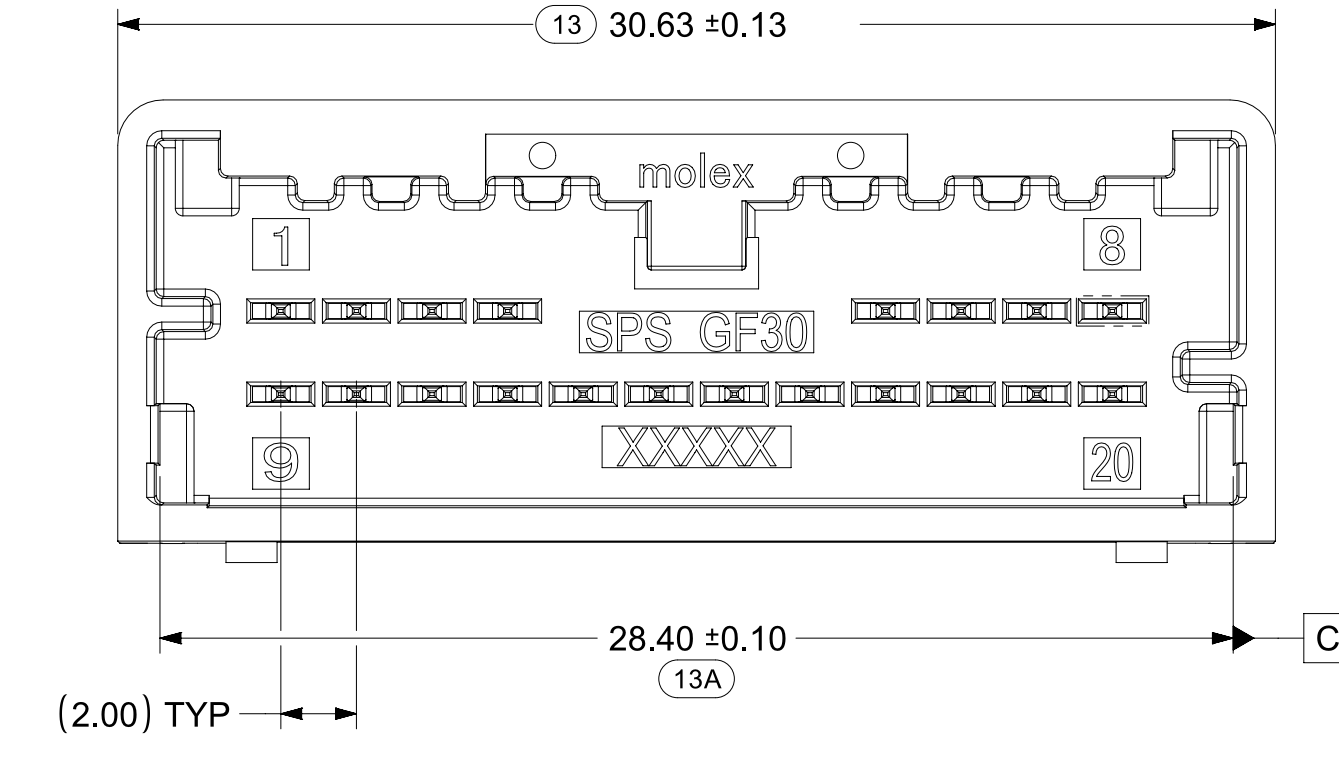 13 30.63 ±0.13
molex
1 8
SPS GF30
XXXXX
9 20
28.40 ±0.10
C
13A
(2.00) TYP